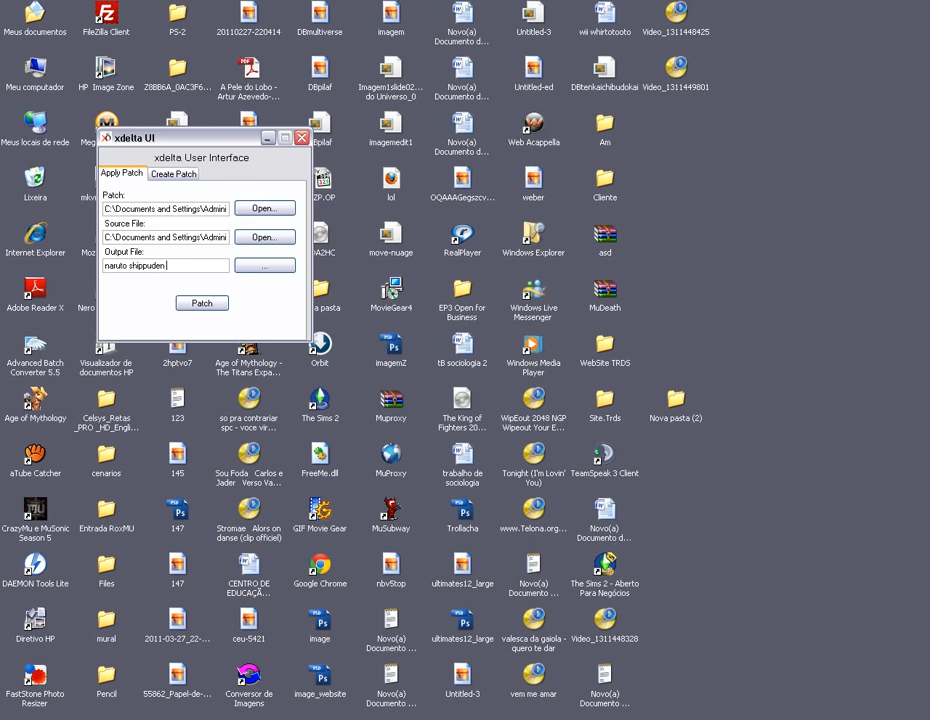 Meus documentos
FileZilla Client
PS-2
20110227-220414
DBmultiverse
imagem
Novo(a)
Documento d...
Untitled-3
wii whirtotooto
Video_1311448425
Meu computador
HP Image Zone
Z8BB6A_0AC3F6...
A Pele do Lobo -
Artur Azevedo-...
DBpilaf
Imagem1slide02...
do Universo_0
Novo(a)
Documento d...
Untitled-ed
DBtenkaichibudokai
Video_1311449801
Meus locais de rede
Meg
DBpilaf
imagemedit1
Novo(a)
Documento d...
Web Acappella
Am
xdelta UI
xdelta User Interface
Apply Patch
Create Patch
Patch:
C:\Documents and Settings\Admini
Open...
Source File:
C:\Documents and Settings\Admini
Open...
Output File:
naruto shippuden
...
Patch
Lixeira
mkv
ZP.OP
lol
OQAAAGegszcv...
weber
Cliente
Internet Explorer
Moz
move-nuage
RealPlayer
Windows Explorer
asd
Adobe Reader X
Nero
a pasta
MovieGear4
EP3 Open for
Business
Windows Live
Messenger
MuDeath
Advanced Batch
Converter 5.5
Visualizador de
documentos HP
2hptvo7
Age of Mythology -
The Titans Expa...
Orbit
imagemZ
tB sociologia 2
Windows Media
Player
WebSite TRDS
Age of Mythology
Celsys_Retas
_PRO _HD_Engli...
123
so pra contrariar
spc - voce vir...
The Sims 2
Muproxy
The King of
Fighters 20...
WipEout 2048 NGP
Wipeout Your E...
Site.Trds
Nova pasta (2)
aTube Catcher
cenarios
145
Sou Foda Carlos e
Jader Verso Va...
FreeMe.dll
MuProxy
trabalho de
sociologia
Tonight (I'm Lovin'
You)
TeamSpeak 3 Client
CrazyMu e MuSonic
Season 5
Entrada RoxMU
147
Stromae Alors on
danse (clip officiel)
GIF Movie Gear
MuSubway
Trollacha
www.Telona.org...
Novo(a)
Documento d...
DAEMON Tools Lite
Files
147
CENTRO DE
EDUCAÇÃ...
Google Chrome
nbv5top
ultimates12_large
Novo(a)
Documento ...
The Sims 2 - Aberto
Para Negócios
Diretivo HP
mural
2011-03-27_22-...
ceu-5421
image
Novo(a)
Documento ...
ultimates12_large
valesca da gaiola -
quero te dar
Video_1311448328
FastStone Photo
Resizer
Pencil
55862_Papel-de-...
Conversor de
Imagens
image_website
Novo(a)
Documento ...
Untitled-3
vem me amar
Novo(a)
Documento ...